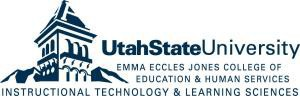 UtahStateUniversity
EMMA ECCLES JONES COLLEGE OF
EDUCATION & HUMAN SERVICES
INSTRUCTIONAL TECHNOLOGY & LEARNING SCIENCES